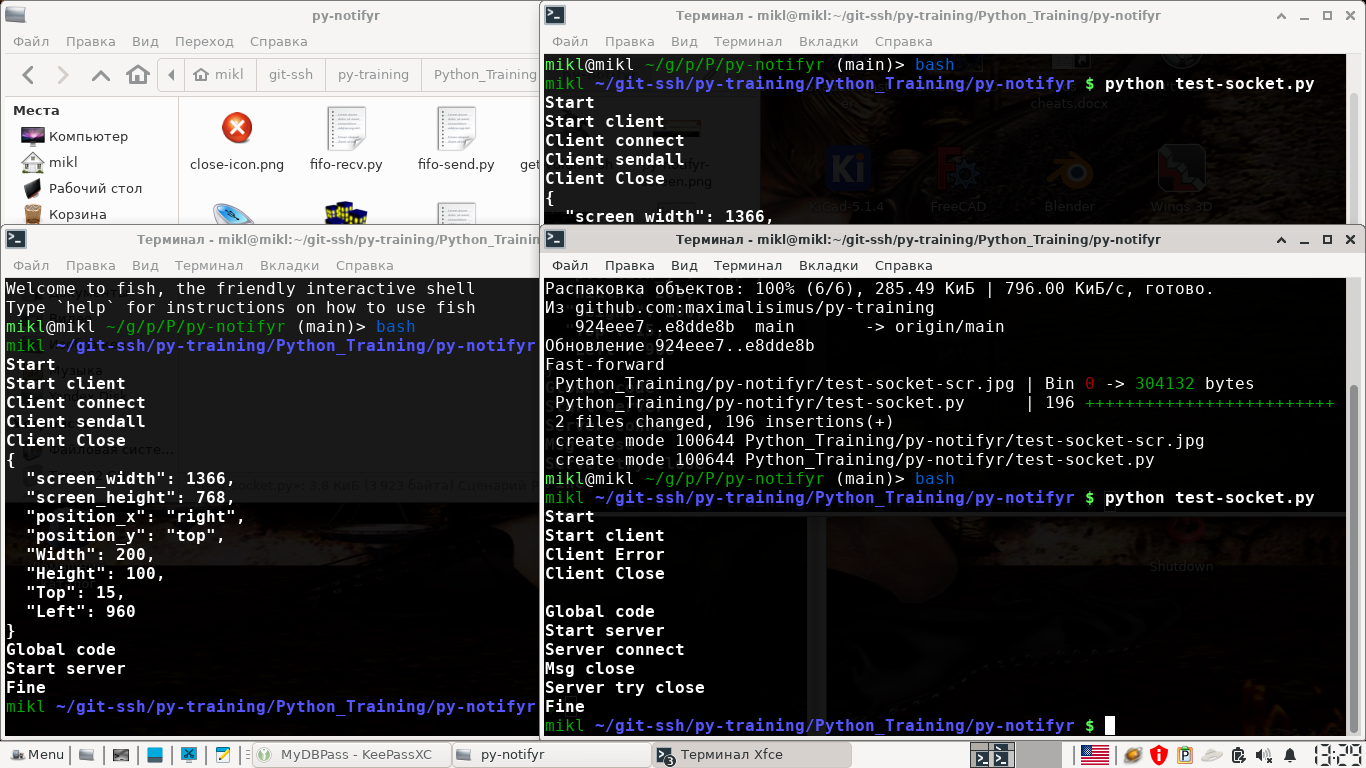 py-notifyr
Файл Правка Вид Переход Справка
mikl git-ssh py-training Python_Training
Места
Компьютер
mikl
Рабочий стол
Корзина
close-icon.png fifo-recv.py fifo-send.py get
Терминал - mikl@mikl:~/git-ssh/py-training/Python_Training/py-notifyr
Файл Правка Вид Терминал Вкладки Справка
mikl@mikl ~/g/p/P/py-notifyr (main)> bash
mikl ~/git-ssh/py-training/Python_Training/py-notifyr $ python test-socket.py
Start
Start client
Client connect
Client sendall
Client Close
{
"screen_width": 1366,
cheats.docx
KiCad-5.1.4 FreeCAD Blender Wings 3D
Терминал - mikl@mikl:~/git-ssh/py-training/Python_Trainin
Файл Правка Вид Терминал Вкладки Справка
Welcome to fish, the friendly interactive shell
Type `help` for instructions on how to use fish
mikl@mikl ~/g/p/P/py-notifyr (main)> bash
mikl ~/git-ssh/py-training/Python_Training/py-notifyr
Start
Start client
Client connect
Client sendall
Client Close
{
"screen_width": 1366,
"screen_height": 768,
"position_x": "right",
"position_y": "top",
"Width": 200,
"Height": 100,
"Top": 15,
"Left": 960
}
Global code
Start server
Fine
mikl ~/git-ssh/py-training/Python_Training/py-notifyr
Терминал - mikl@mikl:~/git-ssh/py-training/Python_Training/py-notifyr
Файл Правка Вид Терминал Вкладки Справка
Распаковка объектов: 100% (6/6), 285.49 КиБ | 796.00 КиБ/с, готово.
Из github.com:maximalisimus/py-training
924eee7..e8dde8b main -> origin/main
Обновление 924eee7..e8dde8b
Fast-forward
Python_Training/py-notifyr/test-socket-scr.jpg | Bin 0 -> 304132 bytes
Python_Training/py-notifyr/test-socket.py | 196 +++++++++++++++++++++++++
2 files changed, 196 insertions(+)
create mode 100644 Python_Training/py-notifyr/test-socket-scr.jpg
create mode 100644 Python_Training/py-notifyr/test-socket.py
mikl@mikl ~/g/p/P/py-notifyr (main)> bash
mikl ~/git-ssh/py-training/Python_Training/py-notifyr $ python test-socket.py
Start
Start client
Client Error
Client Close
Global code
Start server
Server connect
Msg close
Server try close
Fine
mikl ~/git-ssh/py-training/Python_Training/py-notifyr $
Shutdown
Menu MyDBPass - KeePassXC py-notifyr 3 Терминал Xfce 13:29